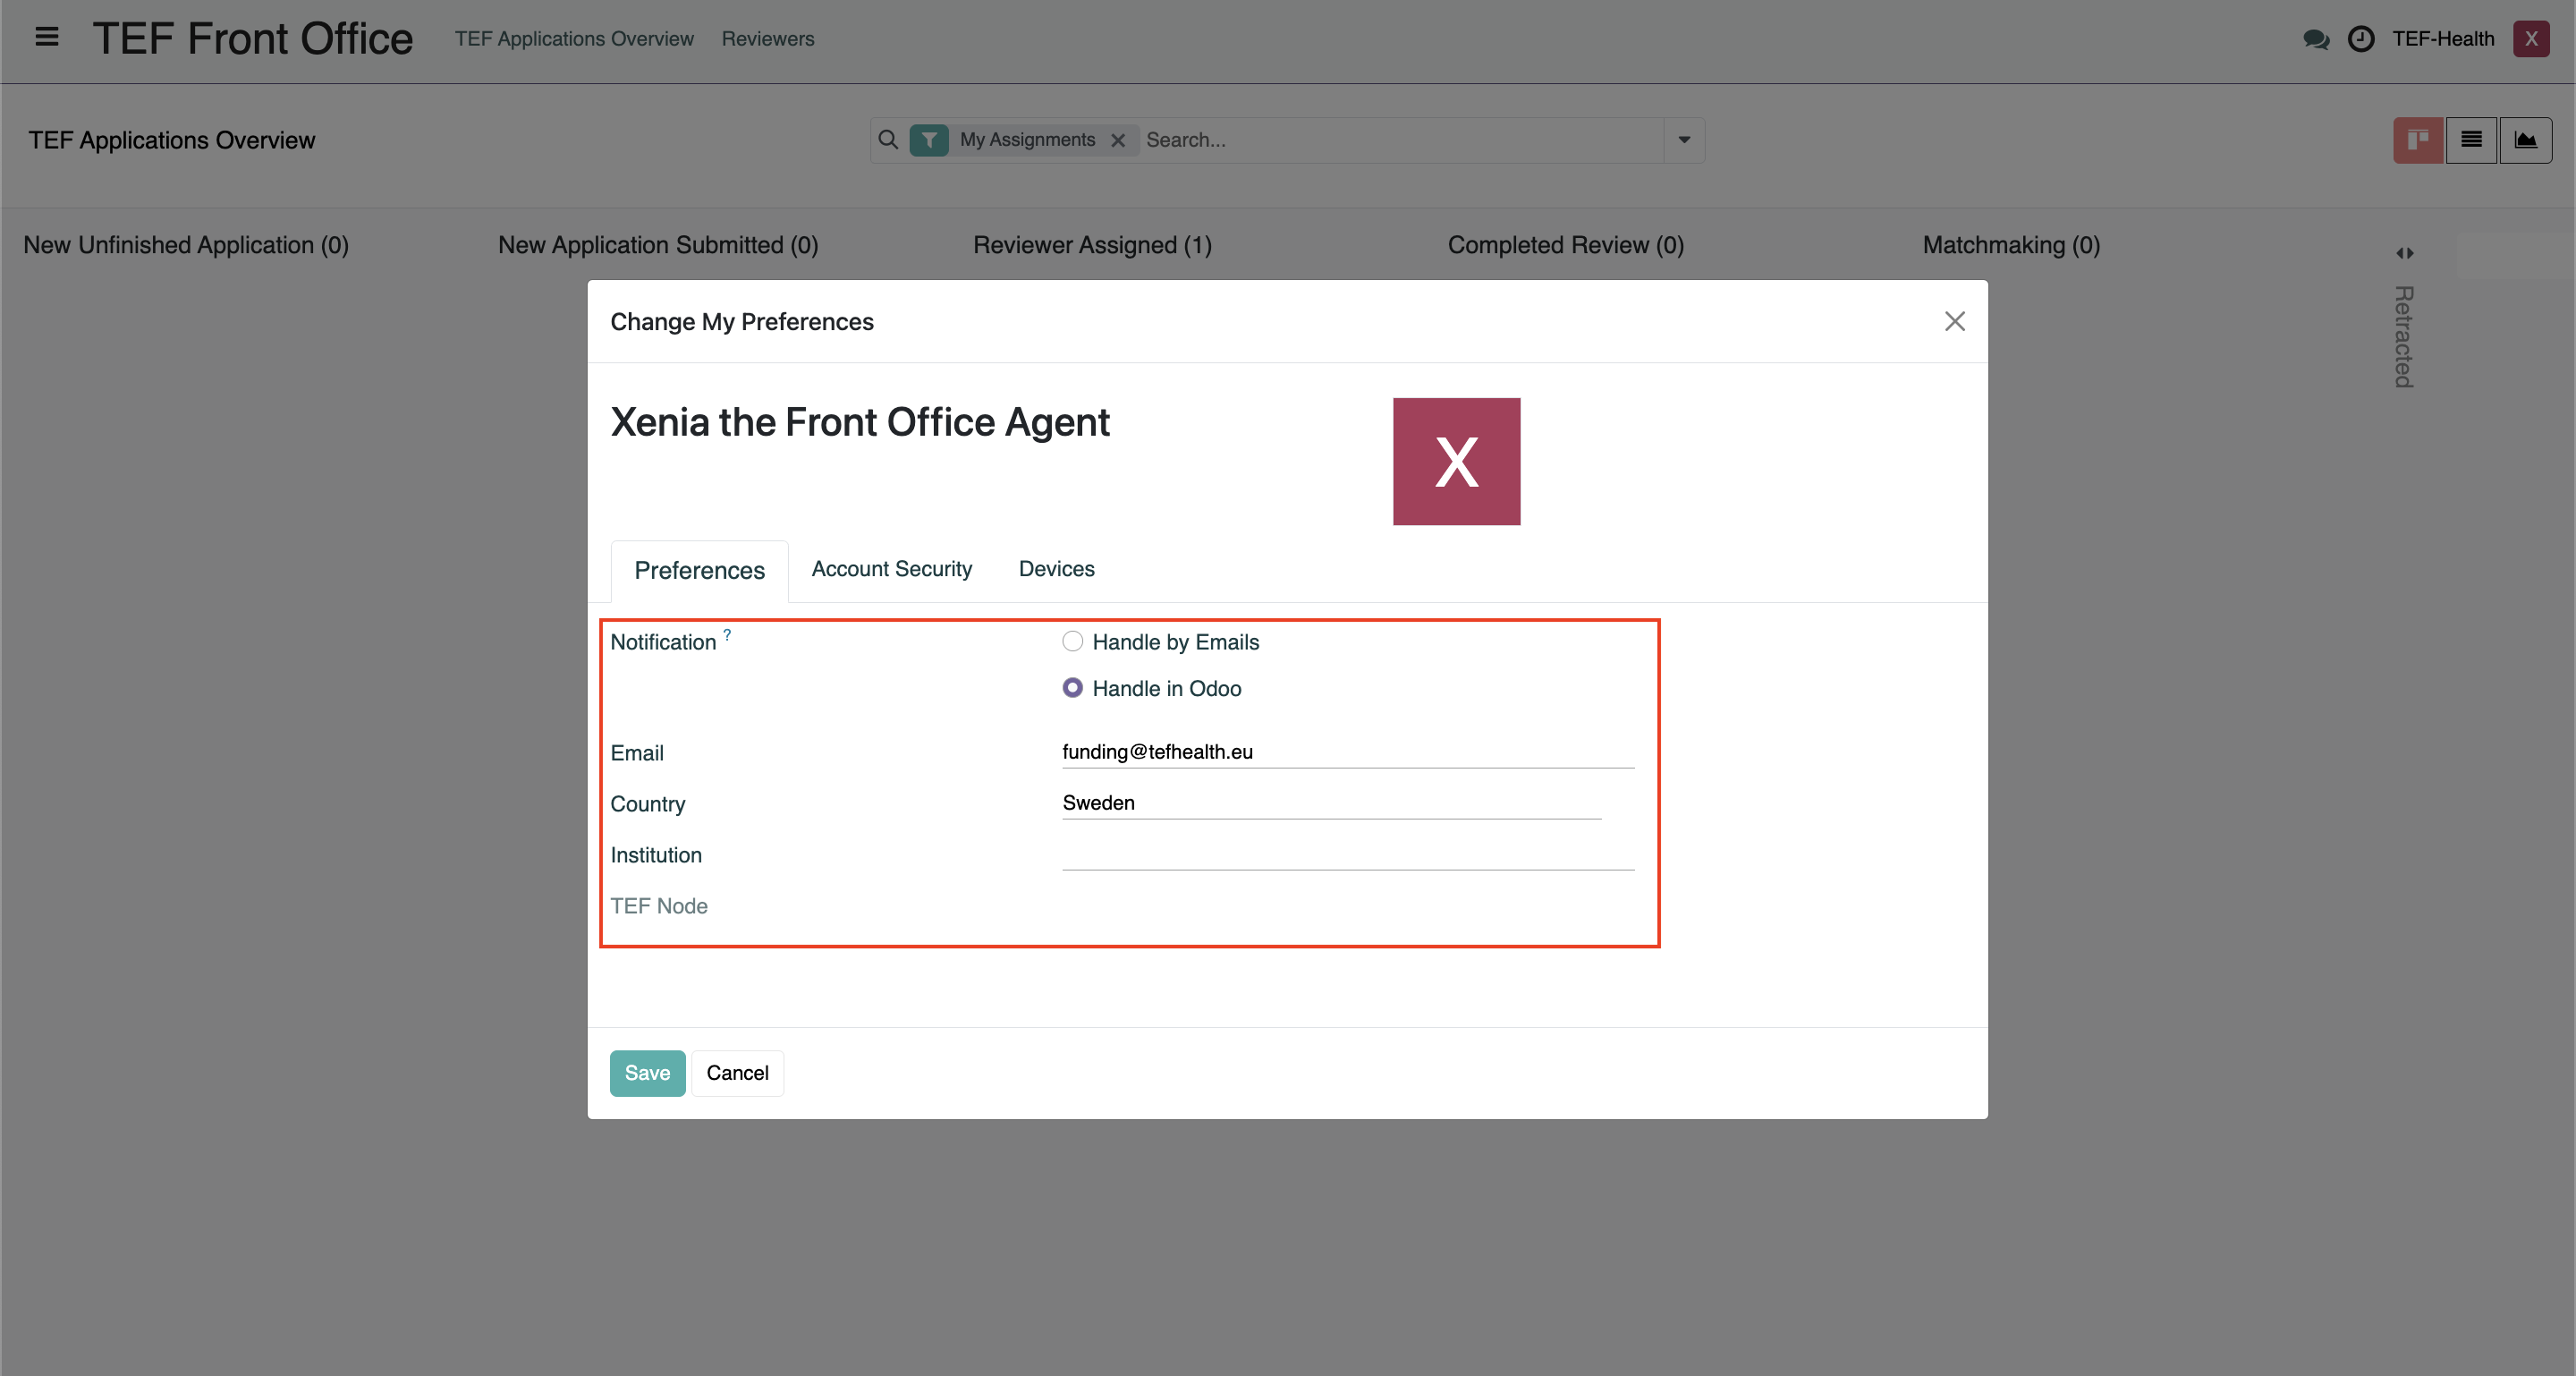 TEF Front Office TEF Applications Overview Reviewers TEF-Health X
TEF Applications Overview My Assignments Search...
New Unfinished Application (0) New Application Submitted (0) Reviewer Assigned (1) Completed Review (0) Matchmaking (0)
Retracted
Change My Preferences
Xenia the Front Office Agent
X
Preferences Account Security Devices
Notification ? Handle by Emails
Handle in Odoo
Email funding@tefhealth.eu
Country Sweden
Institution
TEF Node
Save Cancel